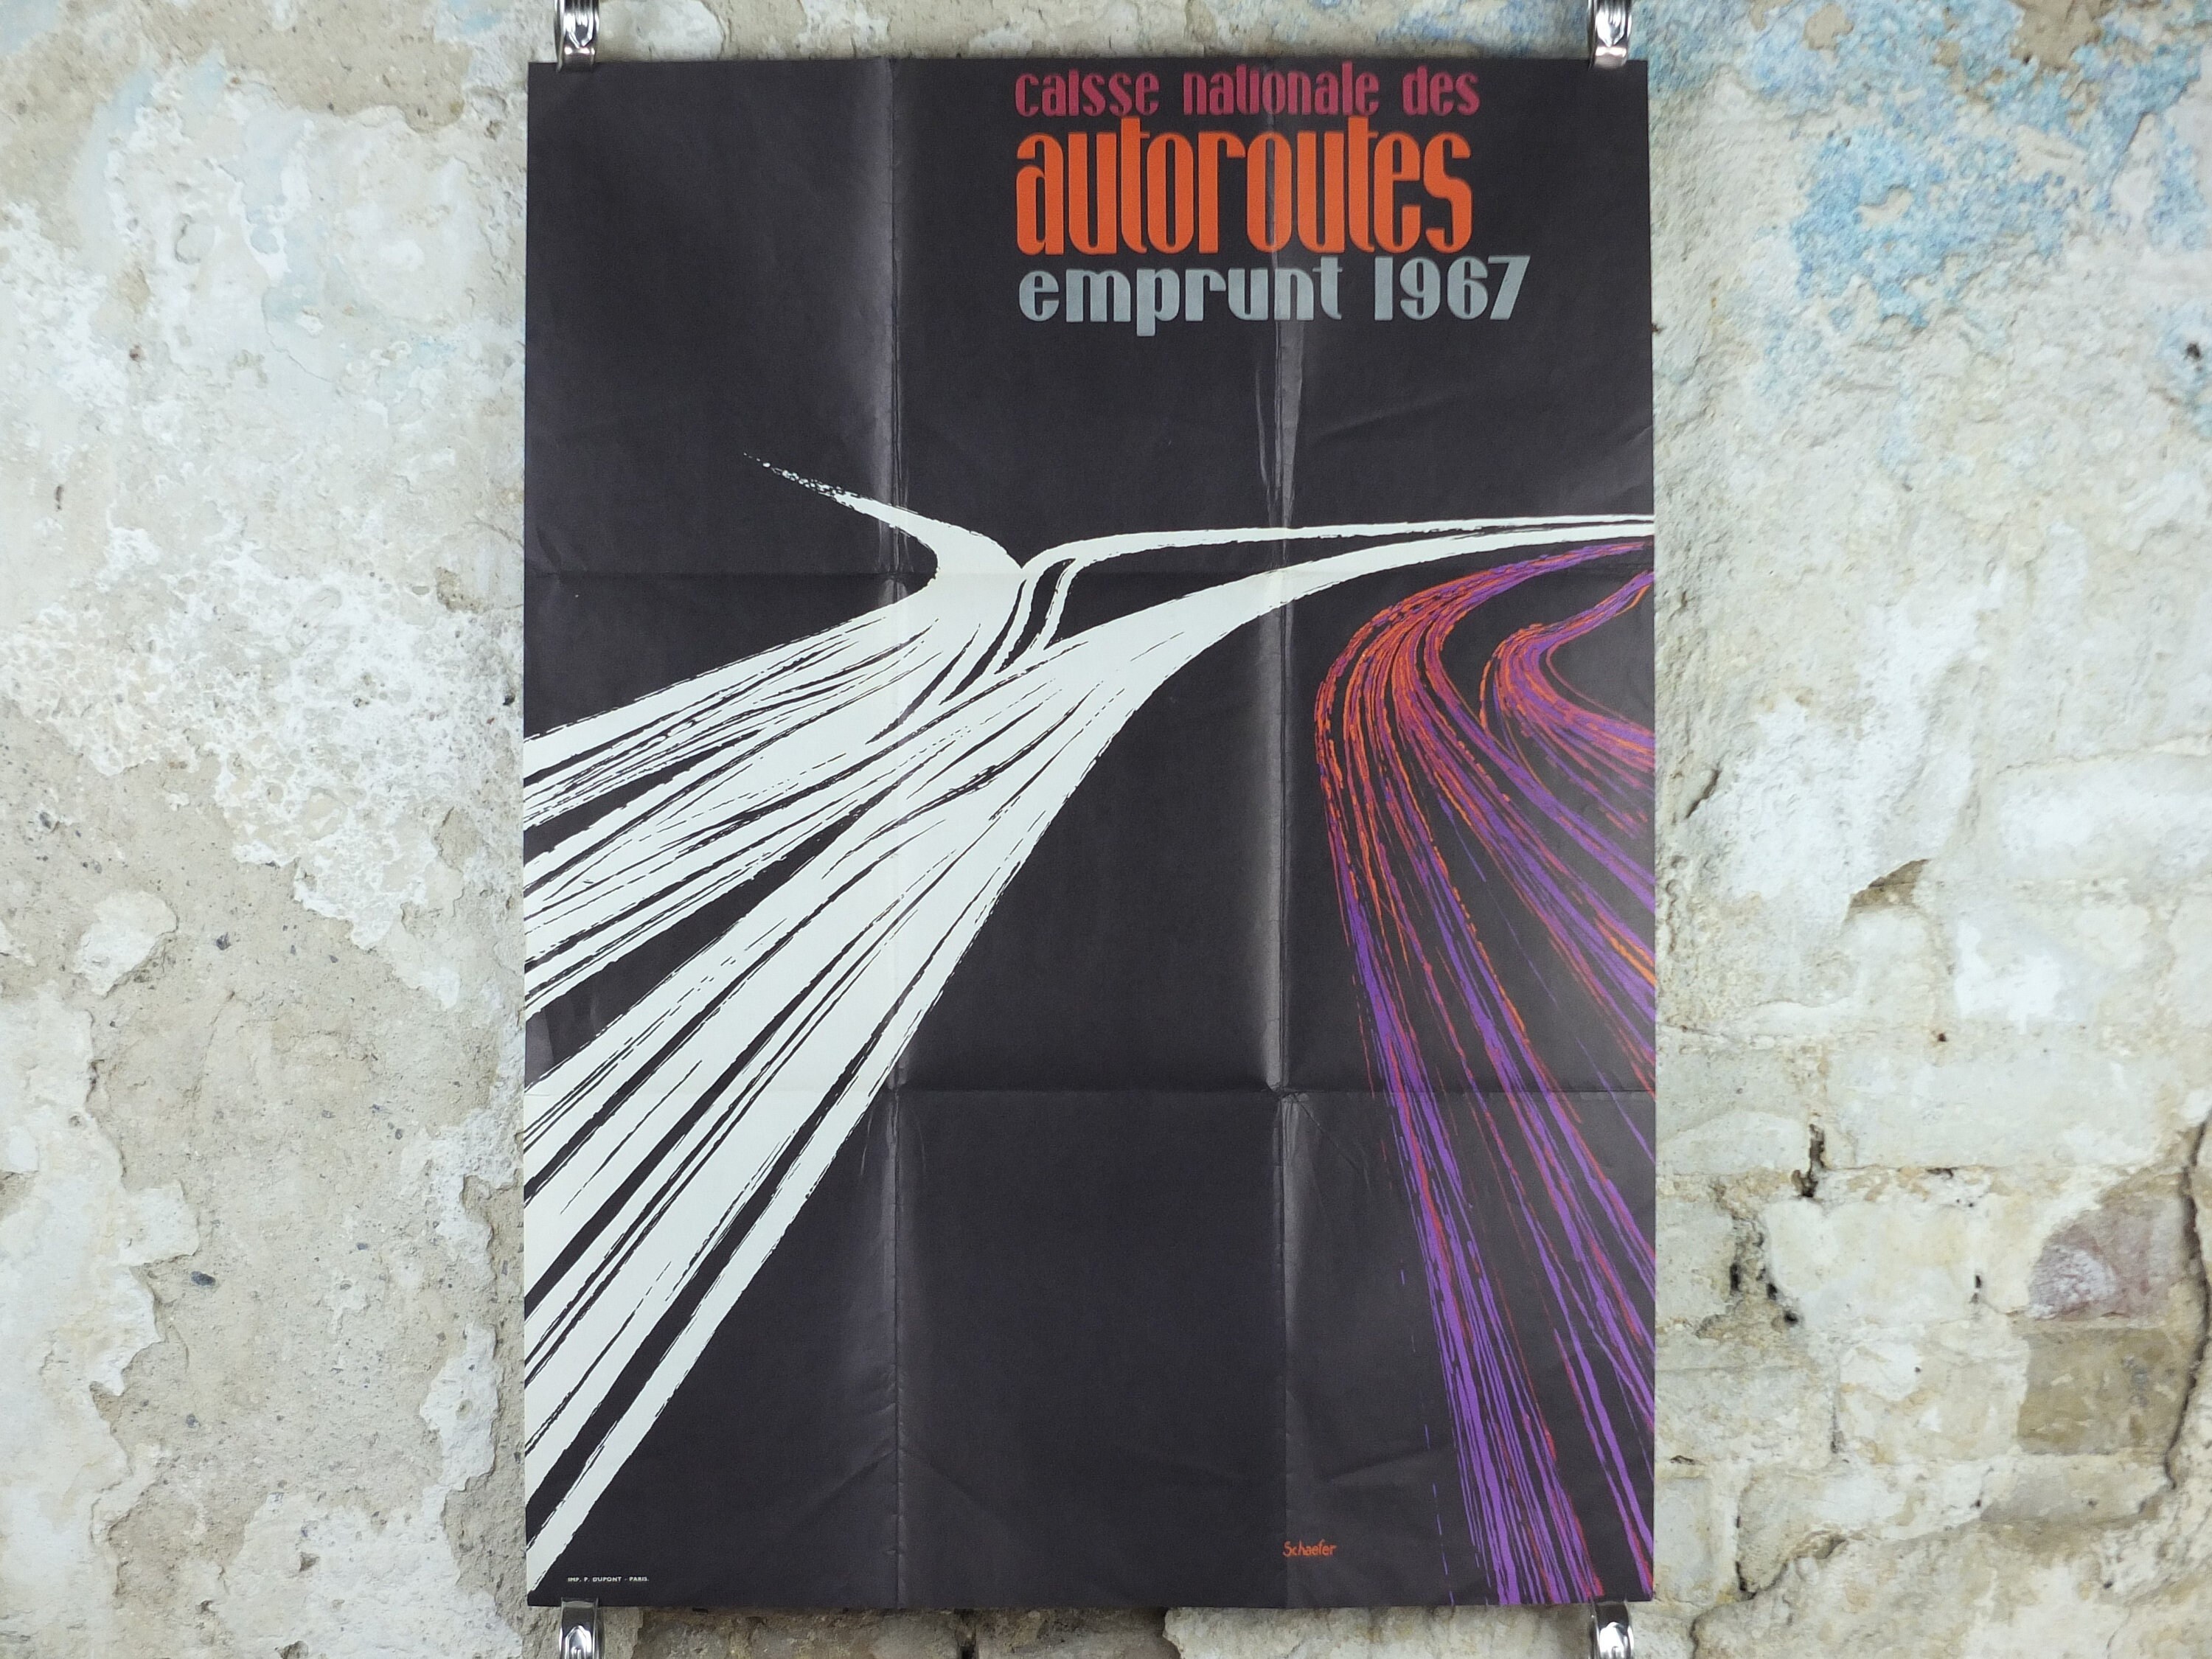 caisse nationale des
autoroutes
emprunt 1967
Schaefer
IMP. P. DUPONT - PARIS.